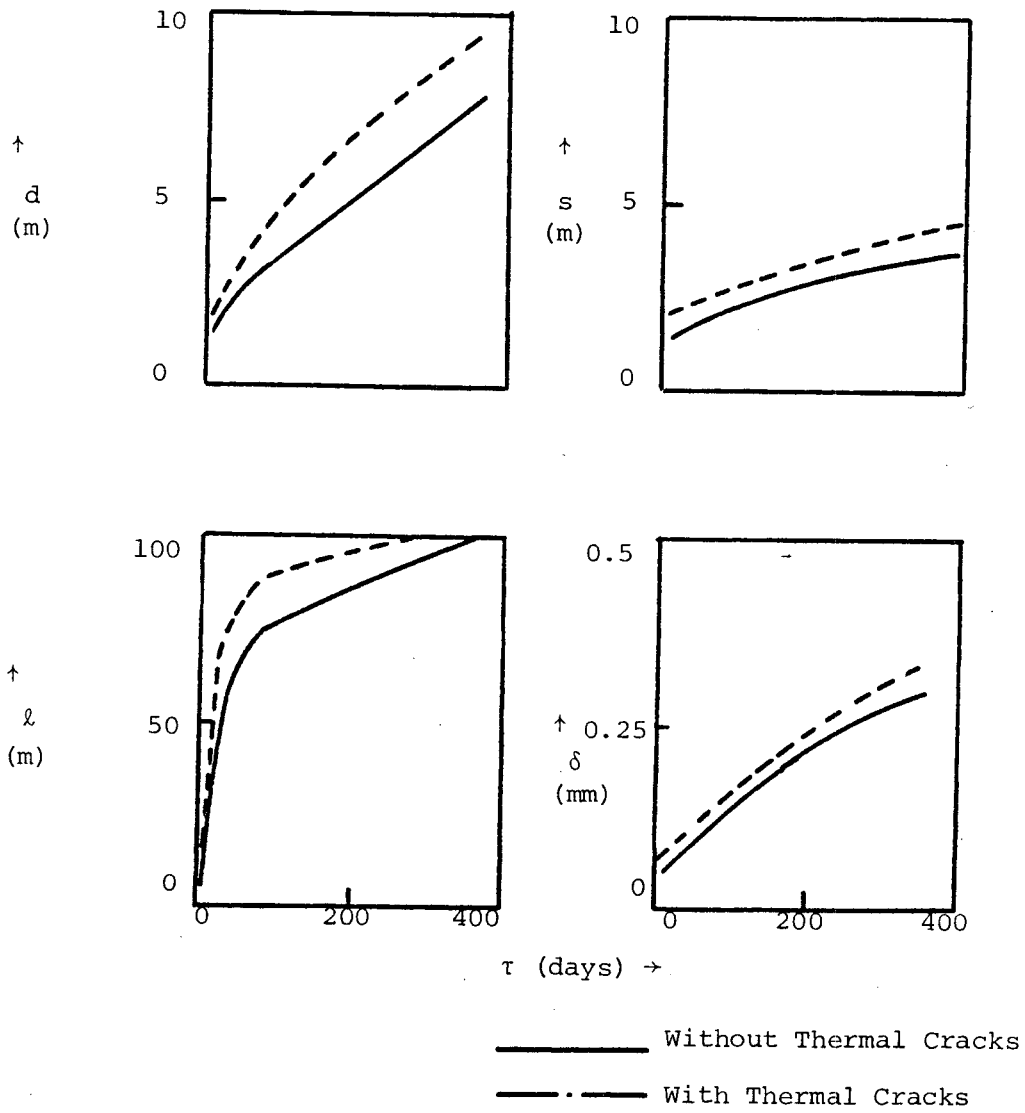 10
↑
d
(m)
5
0
10
↑
s
(m)
5
0
100
↑
ℓ
(m)
50
0
0 200 400
0.5
↑
δ
(mm)
0.25
0
0 200 400
τ (days) →
Without Thermal Cracks
With Thermal Cracks